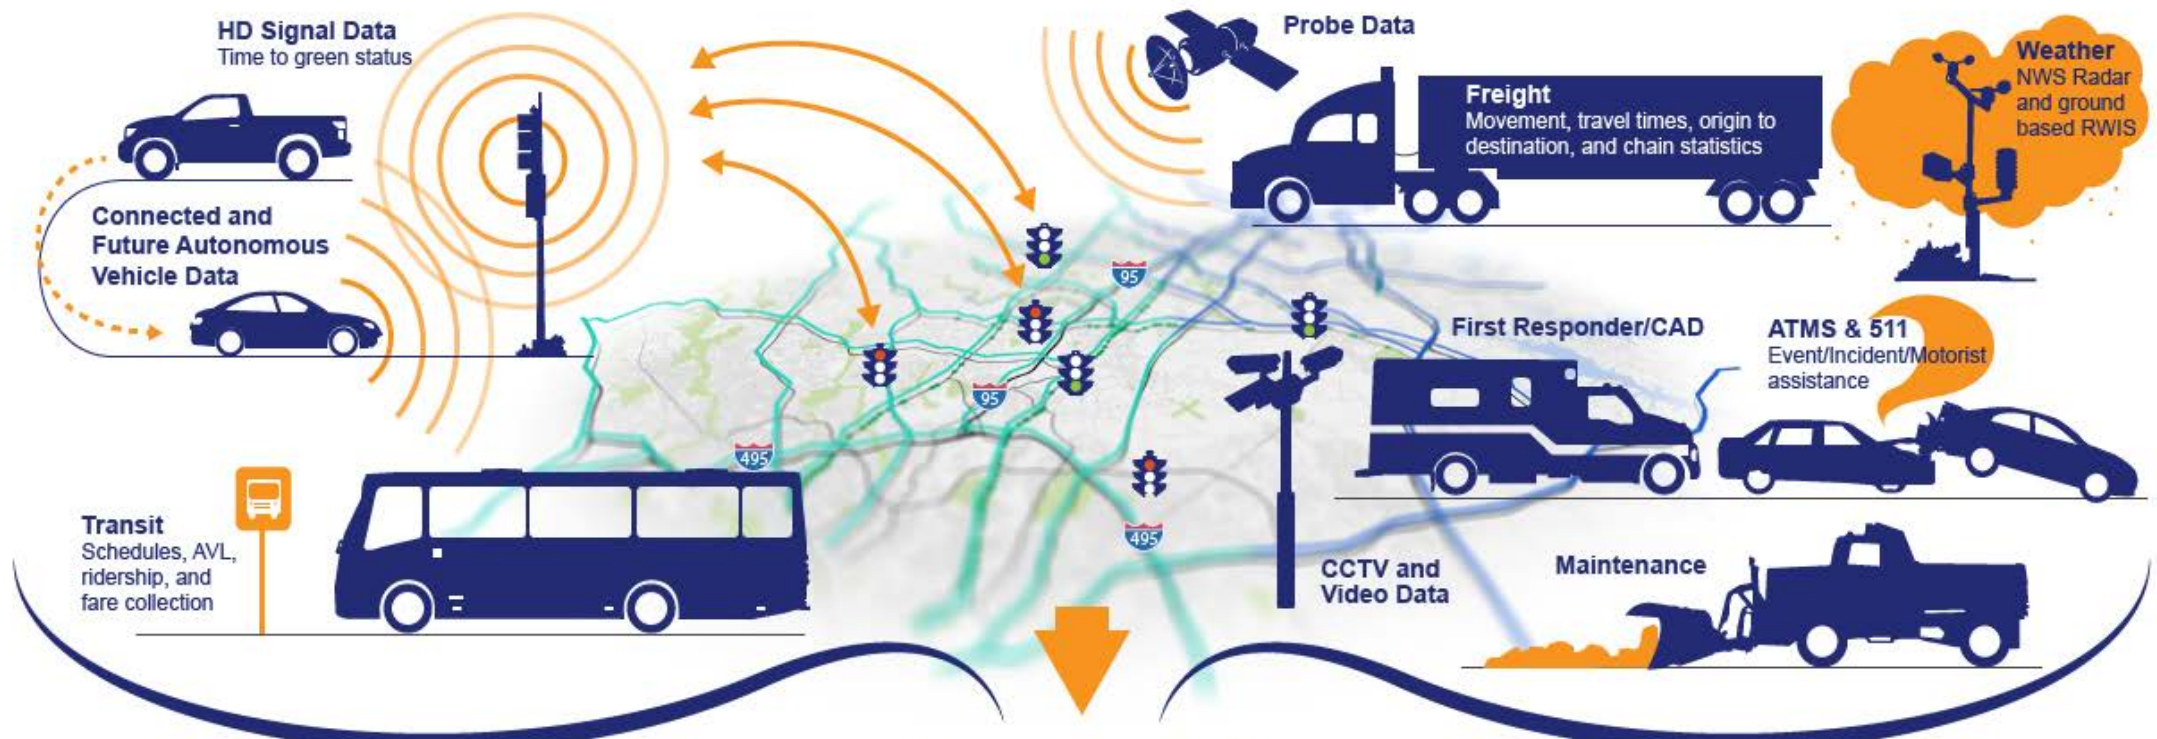 HD Signal Data
Time to green status
Connected and
Future Autonomous
Vehicle Data
Probe Data
Freight
Movement, travel times, origin to
destination, and chain statistics
Weather
NWS Radar
and ground
based RWIS
95
95
495
495
First Responder/CAD
ATMS & 511
Event/Incident/Motorist
assistance
Transit
Schedules, AVL,
ridership, and
fare collection
CCTV and
Video Data
Maintenance